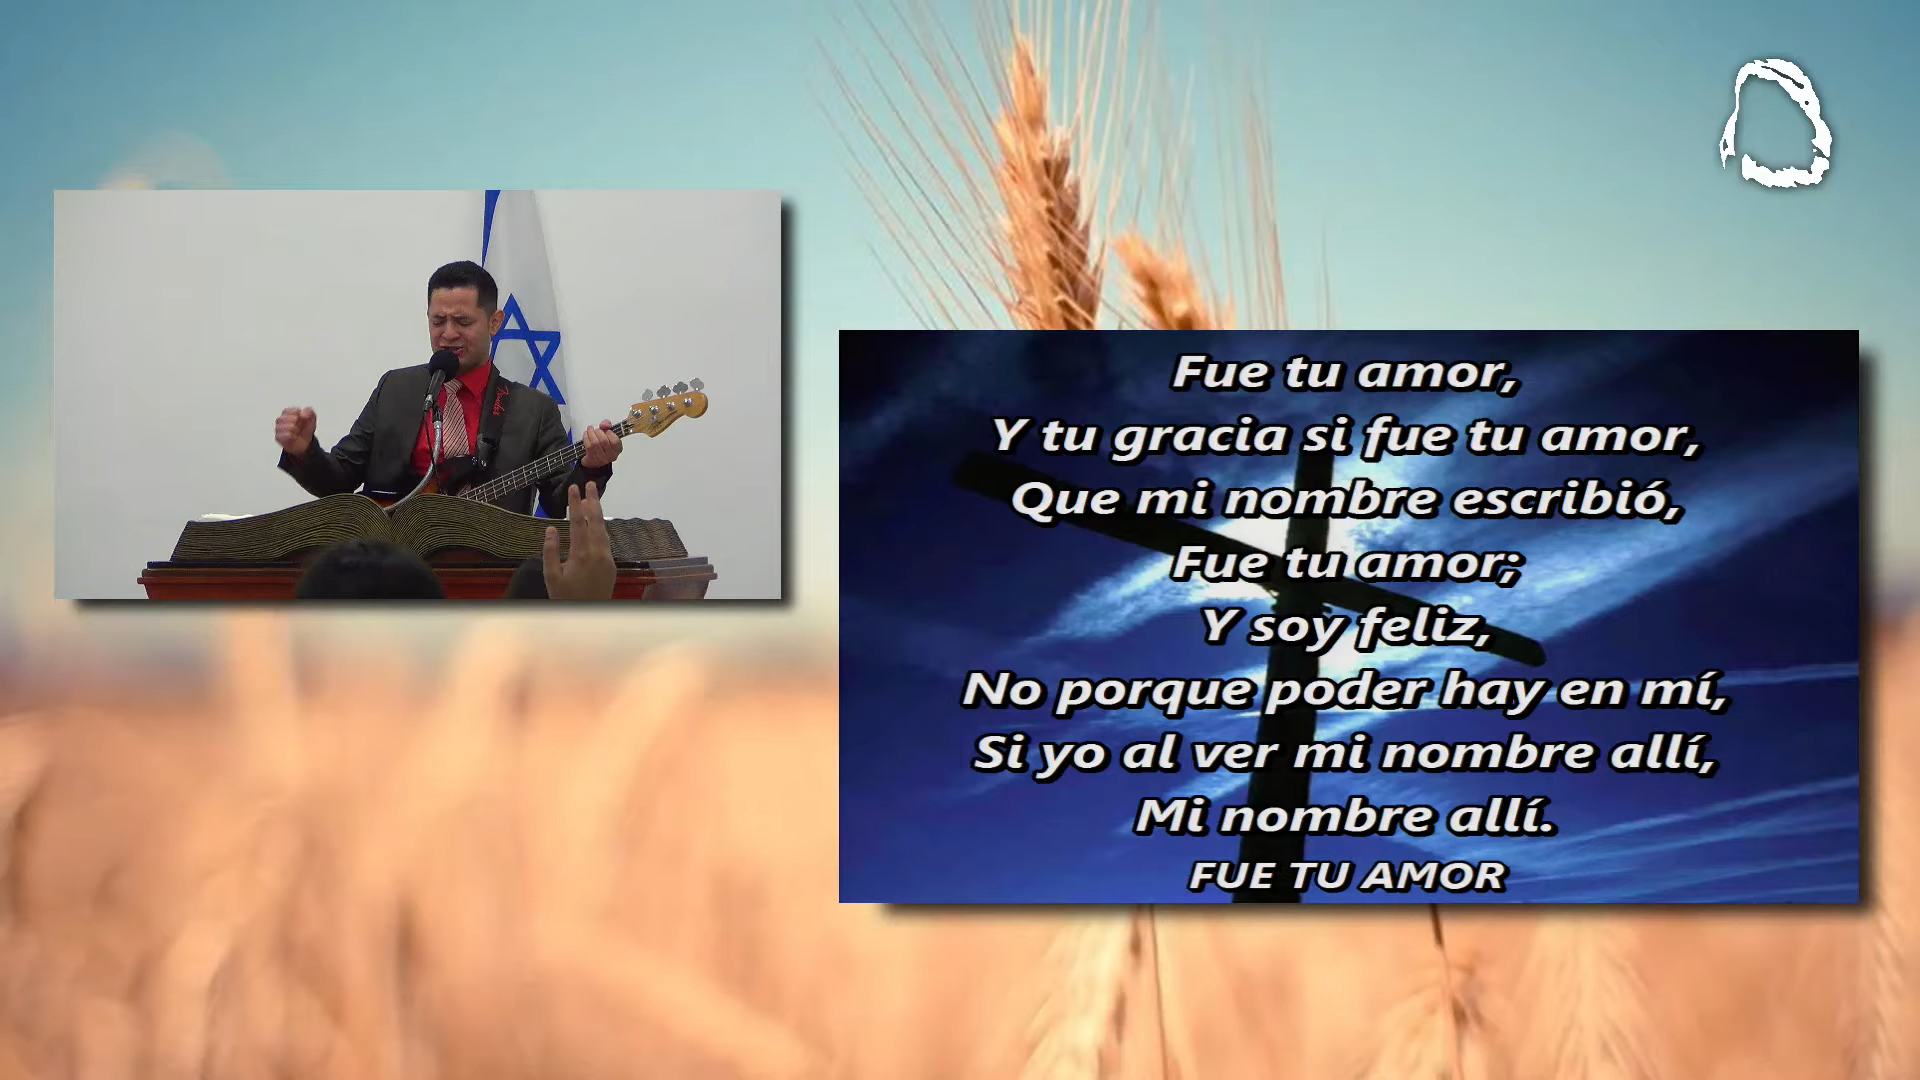 Fue tu amor,
Y tu gracia si fue tu amor,
Que mi nombre escribió,
Fue tu amor;
Y soy feliz,
No porque poder hay en mí,
Si yo al ver mi nombre allí,
Mi nombre allí.
FUE TU AMOR
Fender